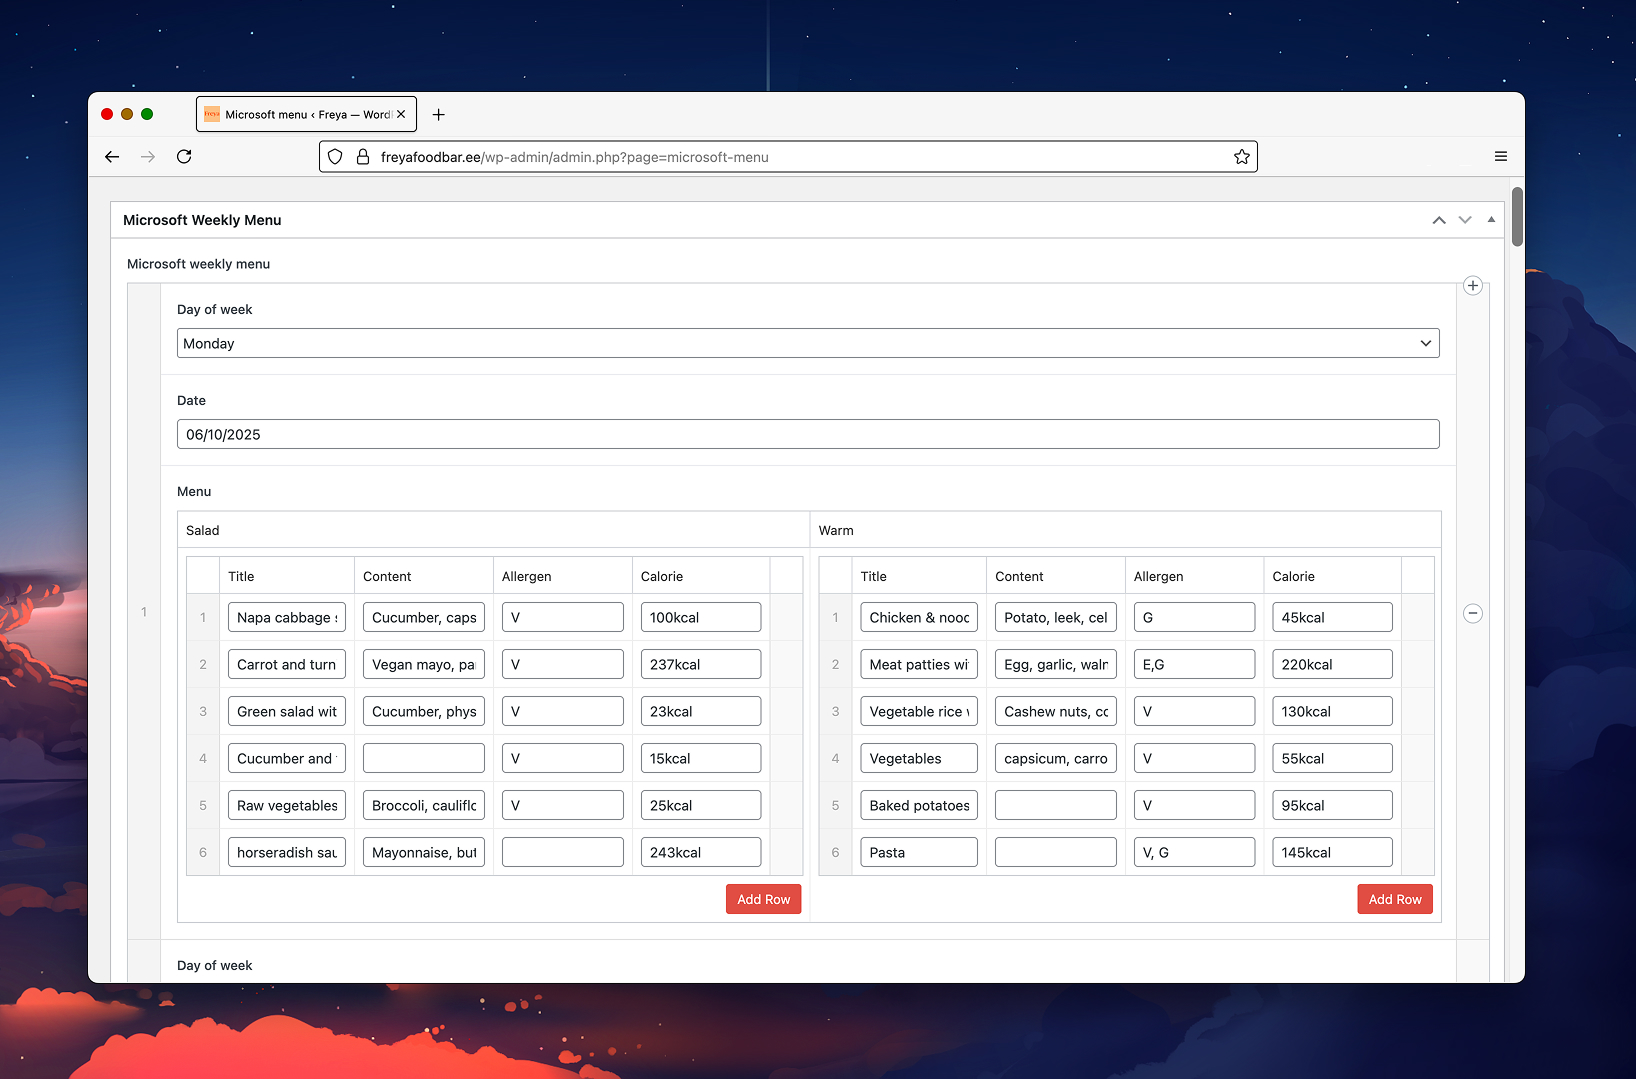 Microsoft menu ‹ Freya — Word
freyafoodbar.ee/wp-admin/admin.php?page=microsoft-menu
Microsoft Weekly Menu
Microsoft weekly menu
Day of week
Monday
Date
06/10/2025
Menu
Salad Warm
Title Content Allergen Calorie Title Content Allergen Calorie
1
1 Napa cabbage Cucumber, caps V 100kcal 1 Chicken & Potato, leek, cel G 45kcal
2 Carrot and turn Vegan mayo, pa V 237kcal 2 Meat patties wi Egg, garlic, E,G 220kcal
3 Green salad wit Cucumber, phys V 23kcal 3 Vegetable rice Cashew nuts, V 130kcal
4 Cucumber and V 15kcal 4 Vegetables capsicum, carro V 55kcal
5 Raw vegetables Broccoli, V 25kcal 5 Baked potatoes V 95kcal
6 horseradish Mayonnaise, but 243kcal 6 Pasta V, G 145kcal
Add Row Add Row
Day of week